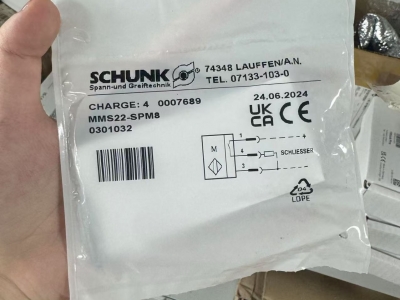 SCHUNK
Spann-und Greiftechnik
74348 LAUFFEN/A.N.
TEL. 07133-103-0
CHARGE: 4 0007689
24.06.2024
MMS22-SPM8
0301032
UK
CA
CE
M
1
+
4
SCHLIESSER
3
-
04
LDPE